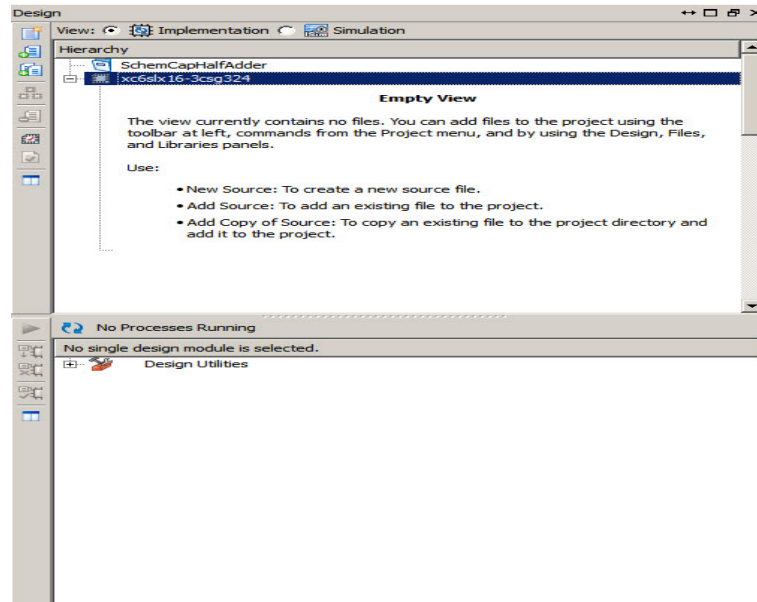 Design
View: Implementation Simulation
Hierarchy
SchemCapHalfAdder
xc6slx16-3csg324
Empty View
The view currently contains no files. You can add files to the project using the
toolbar at left, commands from the Project menu, and by using the Design, Files,
and Libraries panels.
Use:
• New Source: To create a new source file.
• Add Source: To add an existing file to the project.
• Add Copy of Source: To copy an existing file to the project directory and
add it to the project.
No Processes Running
No single design module is selected.
Design Utilities